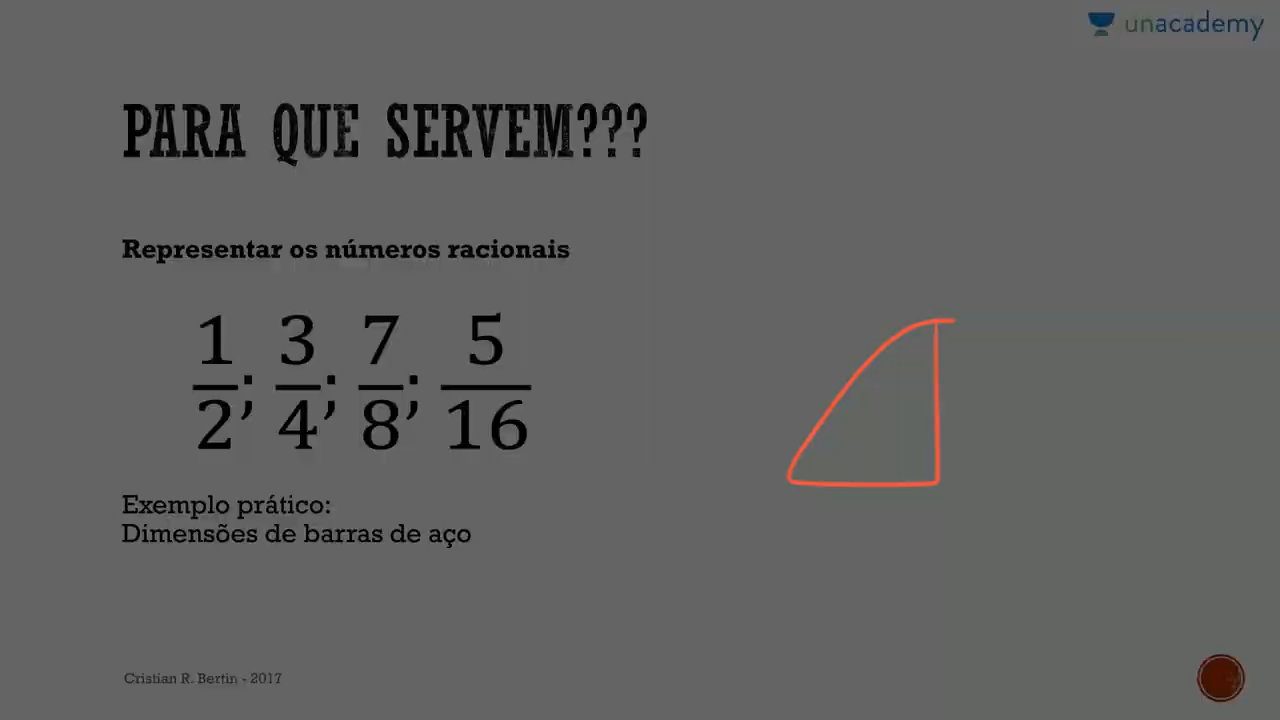 unacademy
PARA QUE SERVEM???
Representar os números racionais
1/2; 3/4; 7/8; 5/16
Exemplo prático:
Dimensões de barras de aço
Cristian R. Bertin - 2017